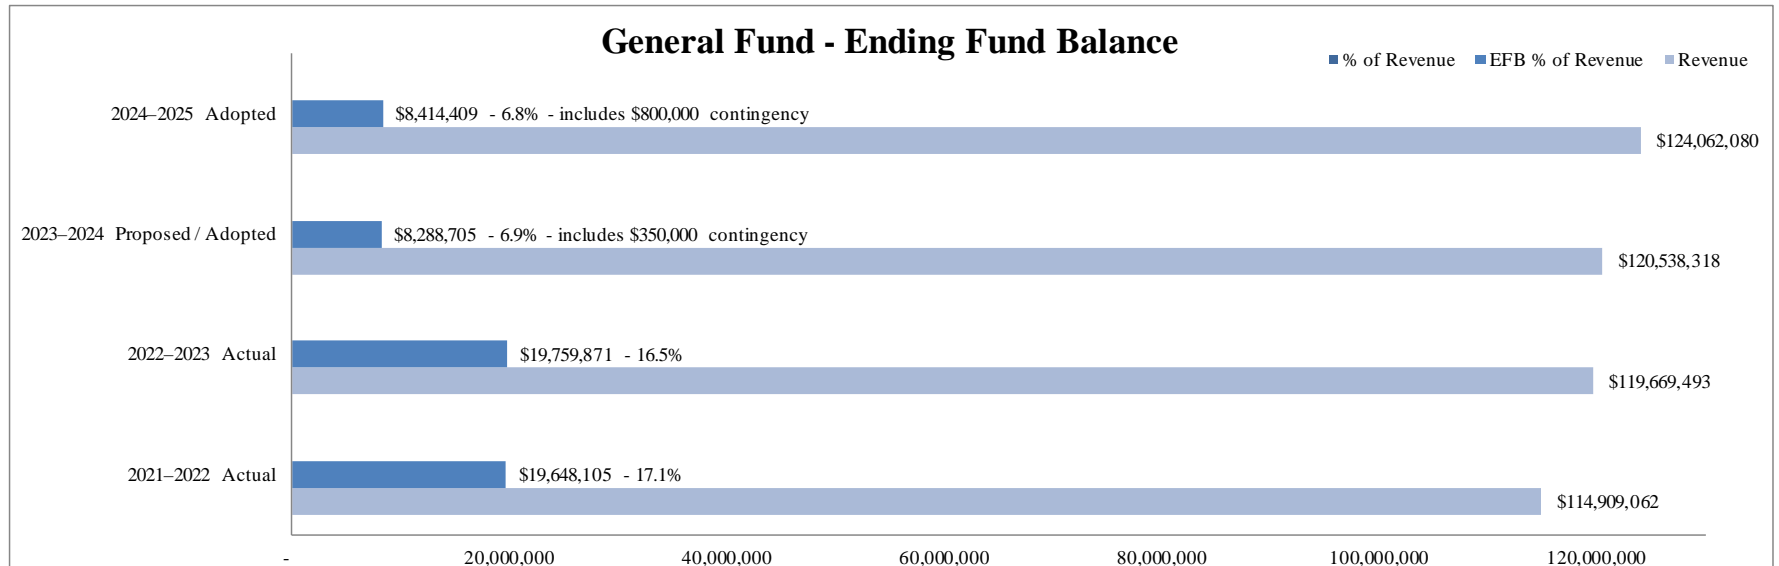 General Fund - Ending Fund Balance
% of Revenue EFB % of Revenue Revenue
2024–2025 Adopted
$8,414,409 - 6.8% - includes $800,000 contingency
$124,062,080
2023–2024 Proposed / Adopted
$8,288,705 - 6.9% - includes $350,000 contingency
$120,538,318
2022–2023 Actual
$19,759,871 - 16.5%
$119,669,493
2021–2022 Actual
$19,648,105 - 17.1%
$114,909,062
- 20,000,000 40,000,000 60,000,000 80,000,000 100,000,000 120,000,000